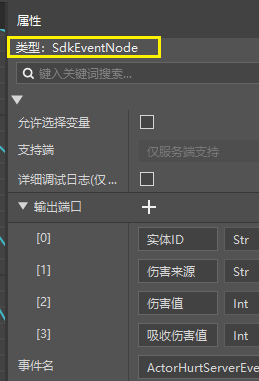 属性
类型：SdkEventNode
键入关键词搜索...
允许选择变量
支持端 仅服务端支持
详细调试日志(仅...
输出端口 +
[0] 实体ID Str
[1] 伤害来源 Str
[2] 伤害值 Int
[3] 吸收伤害值 Int
事件名 ActorHurtServerEve